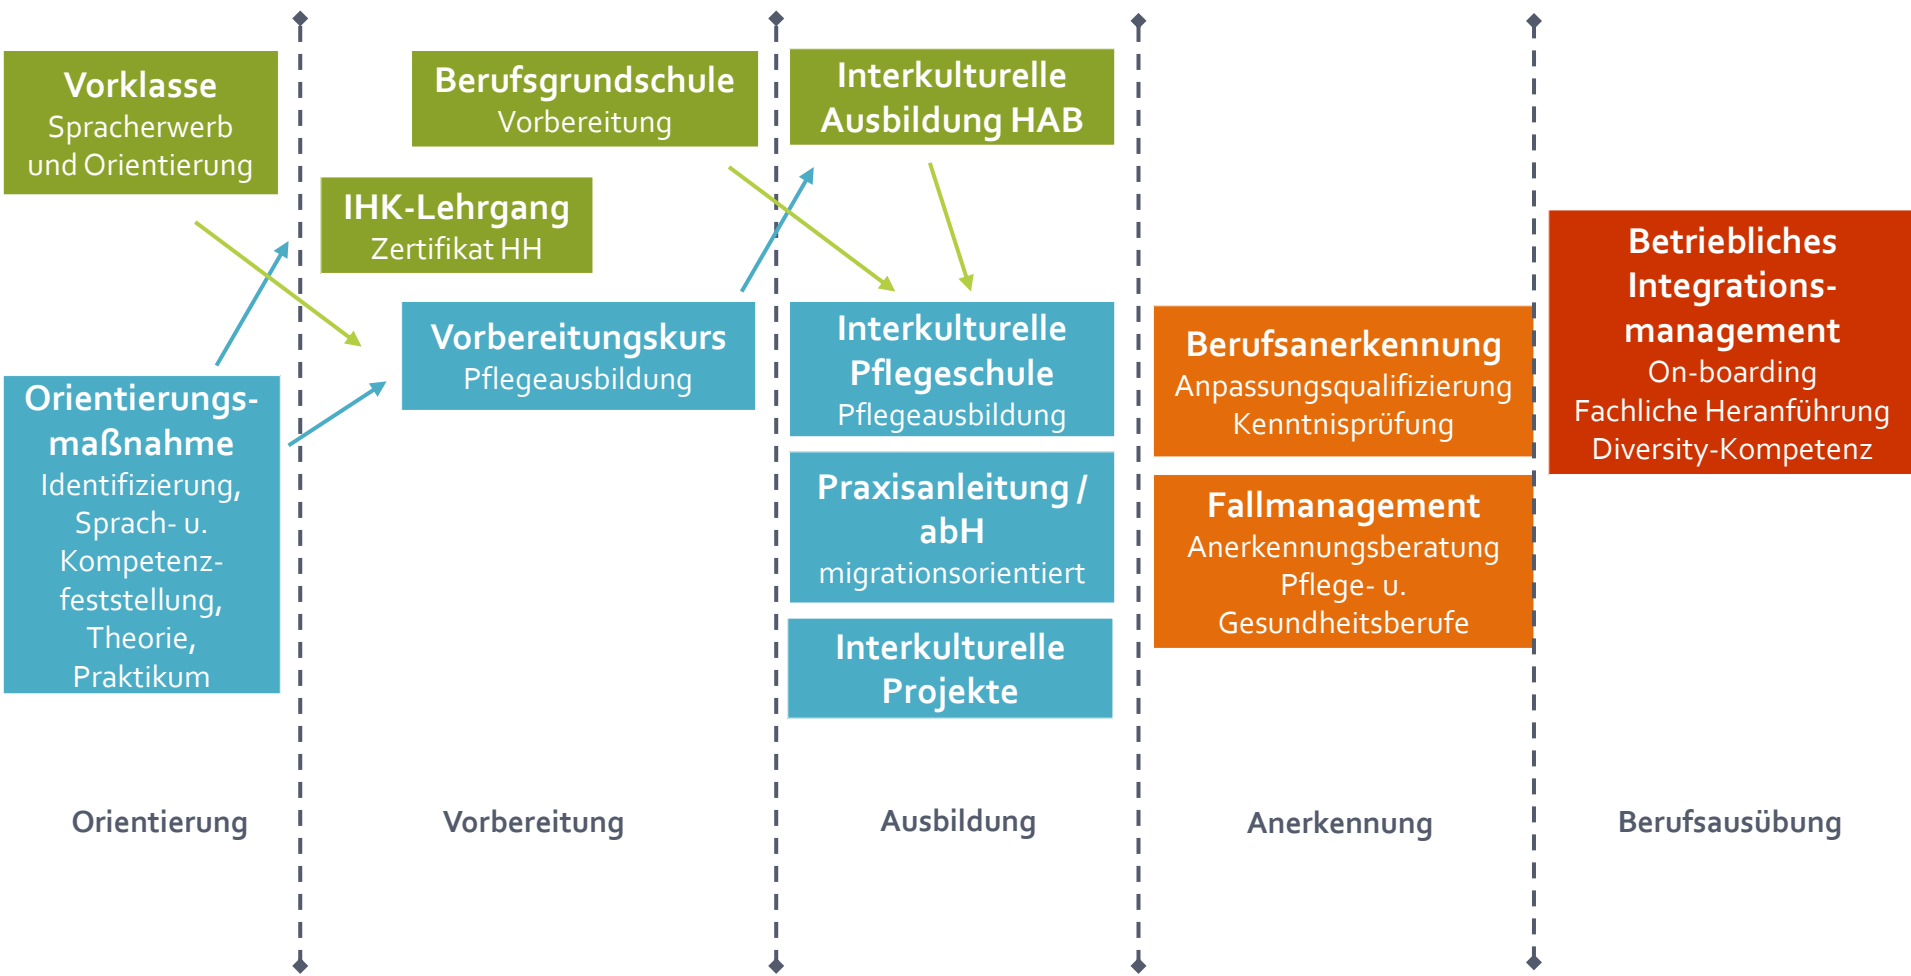 Vorklasse
Spracherwerb
und Orientierung
Orientierungs-
maßnahme
Identifizierung,
Sprach- u.
Kompetenz-
feststellung,
Theorie,
Praktikum
Berufsgrundschule
Vorbereitung
IHK-Lehrgang
Zertifikat HH
Vorbereitungskurs
Pflegeausbildung
Interkulturelle
Ausbildung HAB
Interkulturelle
Pflegeschule
Pflegeausbildung
Praxisanleitung /
abH
migrationsorientiert
Interkulturelle
Projekte
Berufsanerkennung
Anpassungsqualifizierung
Kenntnisprüfung
Fallmanagement
Anerkennungsberatung
Pflege- u.
Gesundheitsberufe
Betriebliches
Integrations-
management
On-boarding
Fachliche Heranführung
Diversity-Kompetenz
Orientierung
Vorbereitung
Ausbildung
Anerkennung
Berufsausübung